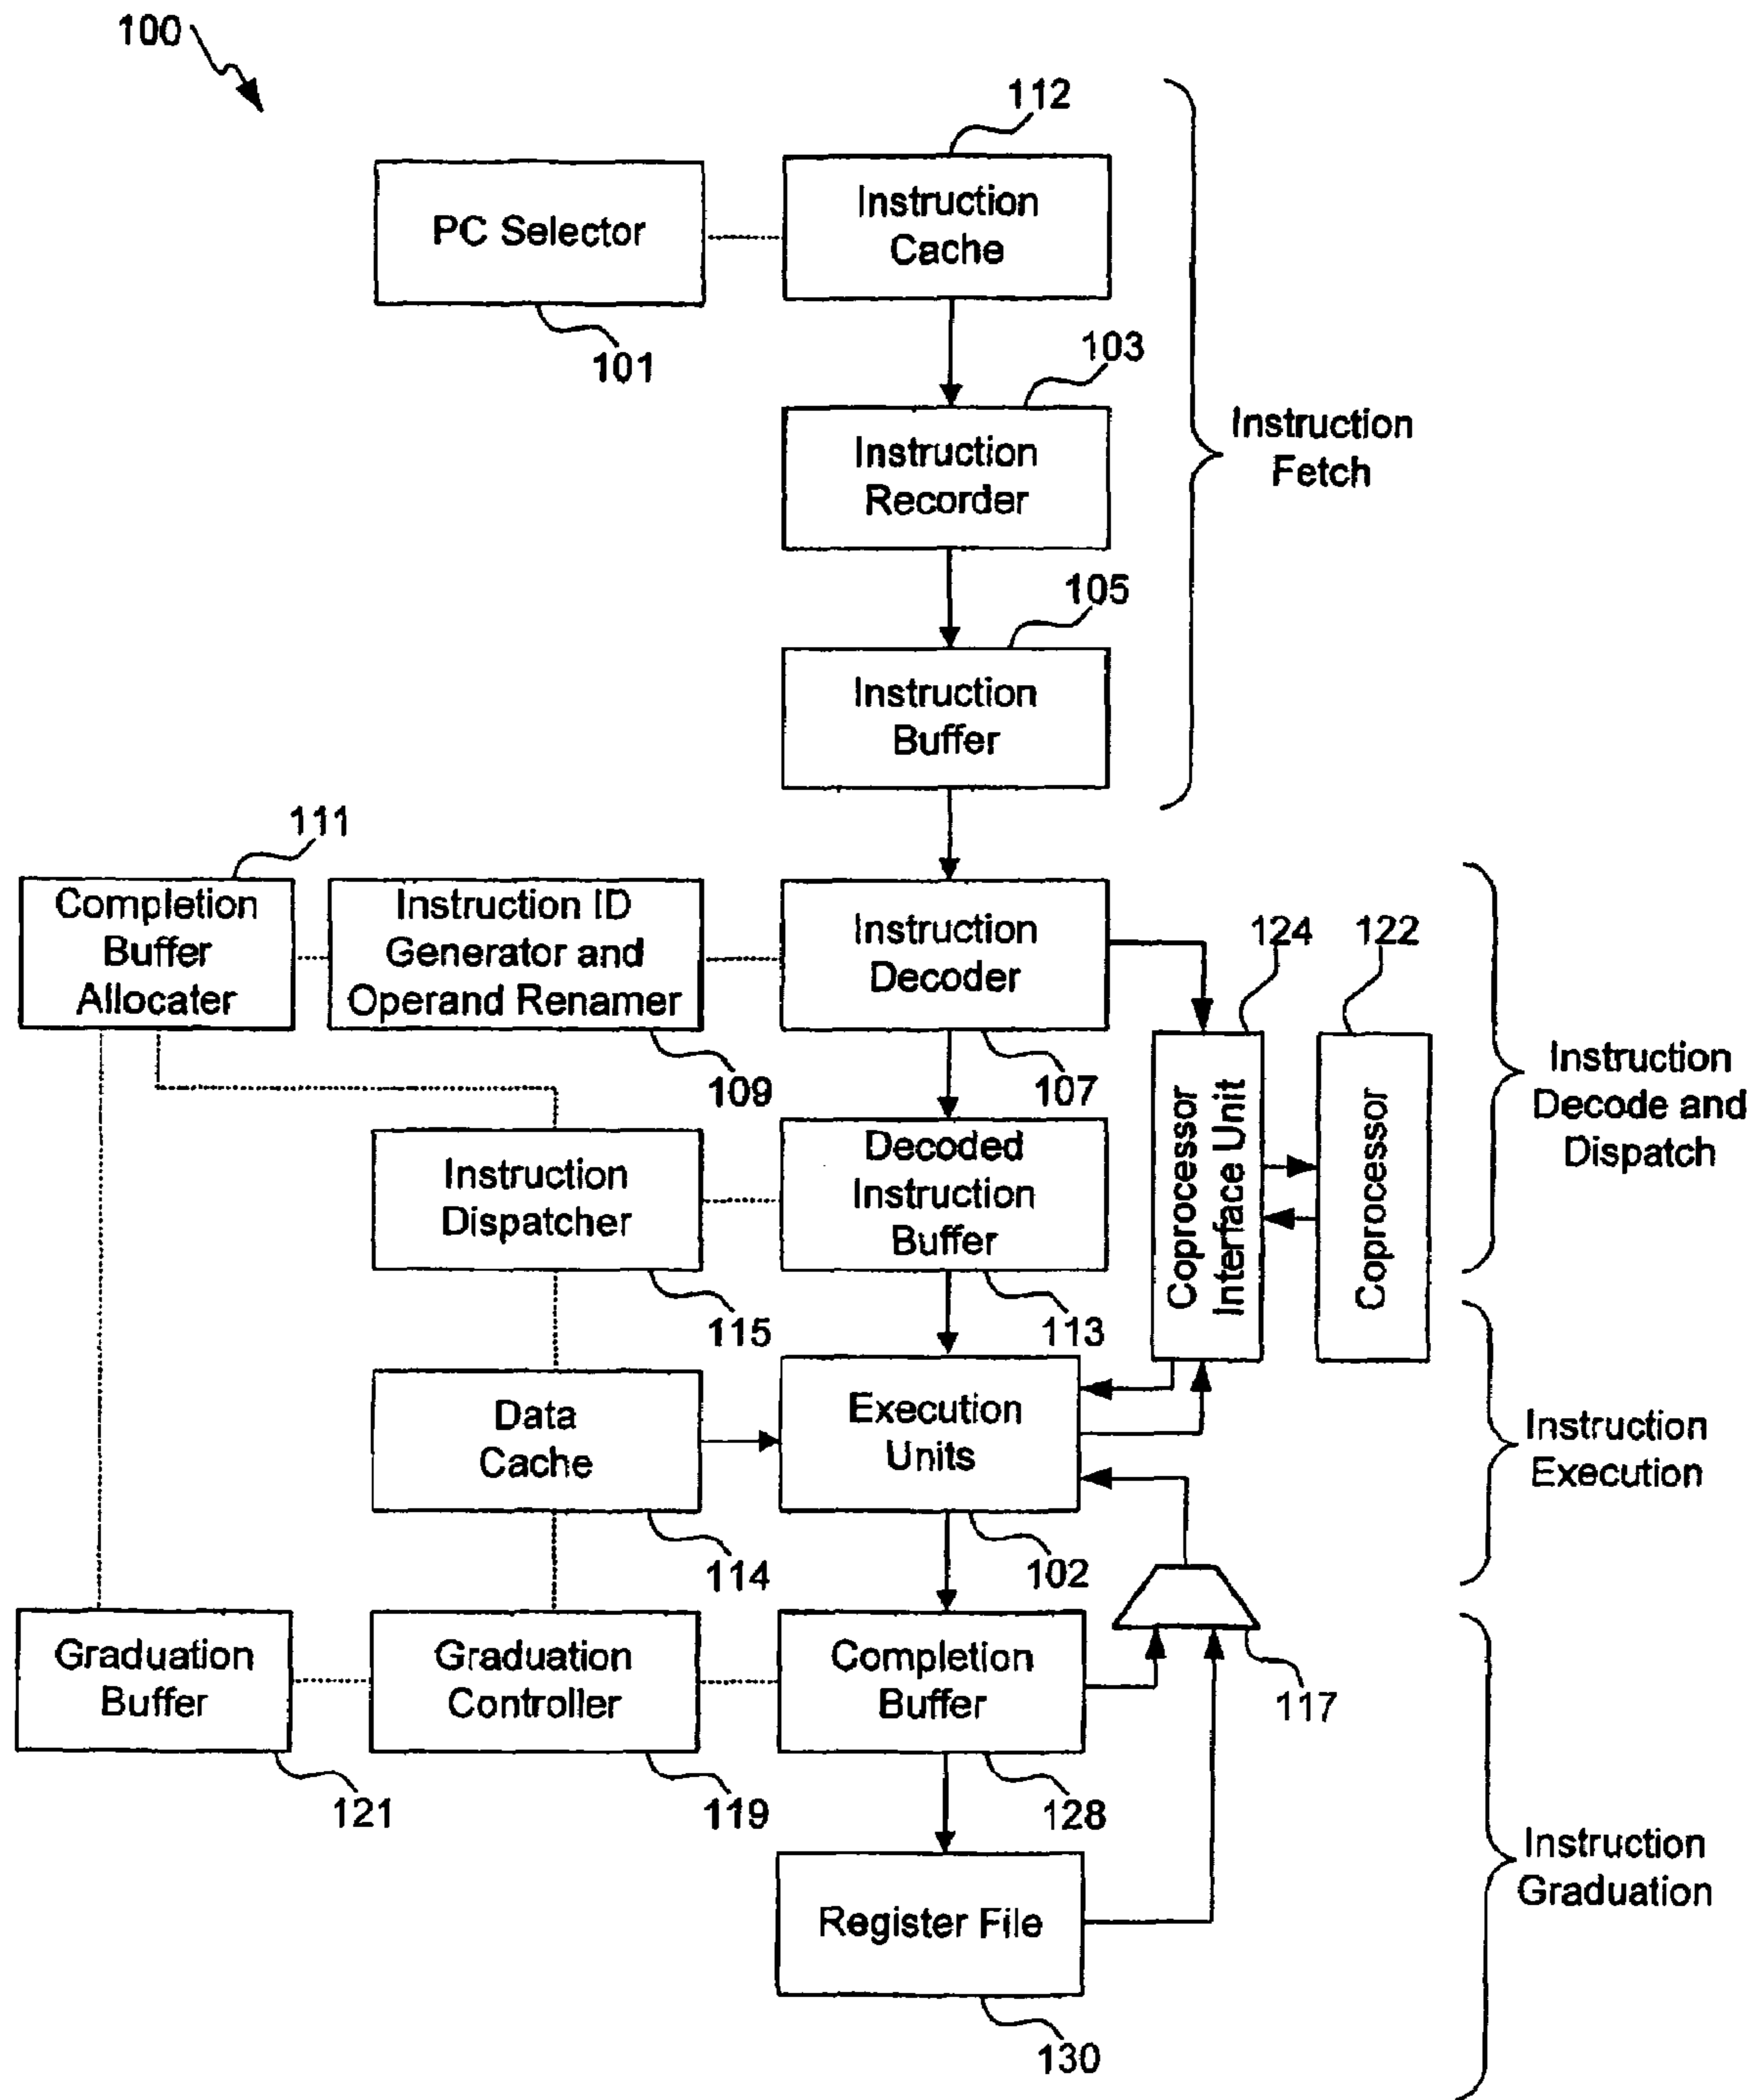 100
112
PC Selector
Instruction
Cache
101
103
Instruction
Recorder
Instruction
Fetch
105
Instruction
Buffer
111
Completion
Buffer
Allocater
Instruction ID
Generator and
Operand Renamer
Instruction
Decoder
124
122
109
107
Coprocessor
Interface Unit
Coprocessor
Instruction
Decode and
Dispatch
Instruction
Dispatcher
Decoded
Instruction
Buffer
115
113
Data
Cache
Execution
Units
Instruction
Execution
114
102
Graduation
Buffer
Graduation
Controller
Completion
Buffer
117
121
119
128
Instruction
Graduation
Register File
130